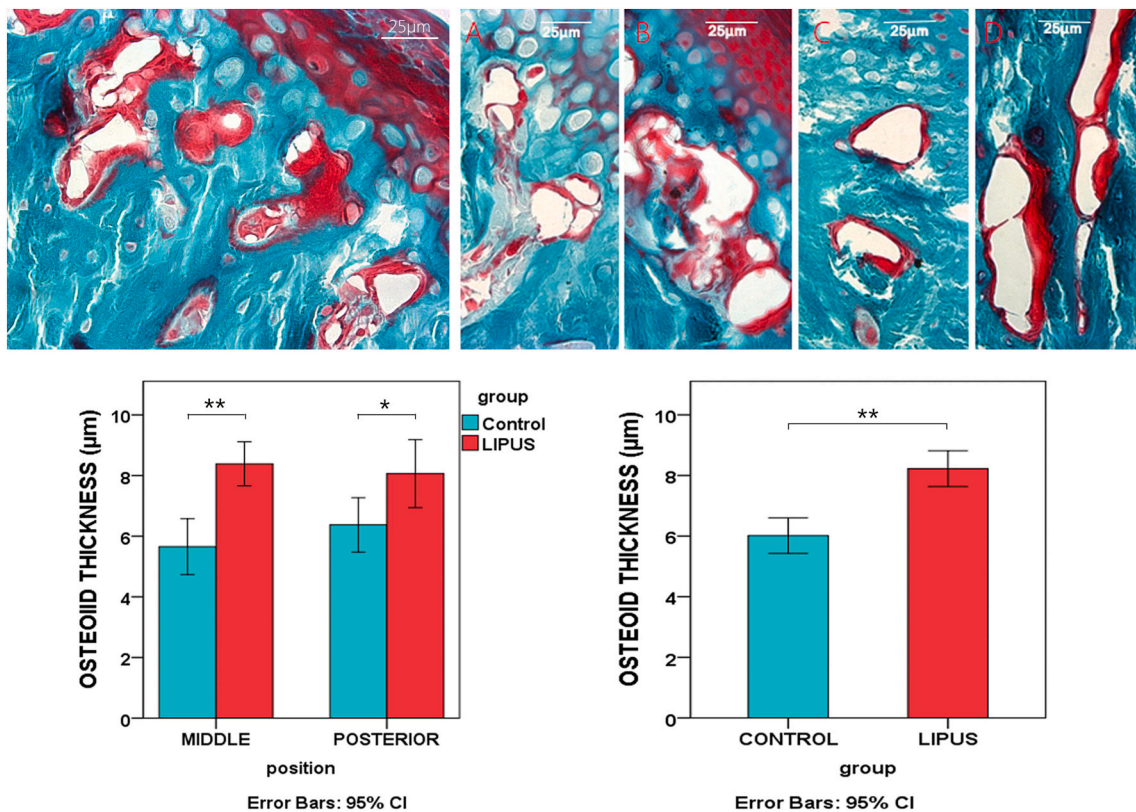 25µm
A
25µm
B
25µm
C
25µm
D
25µm
OSTEOIID THICKNESS (µm)
10
8
6
4
2
0
**
*
MIDDLE
POSTERIOR
position
Error Bars: 95% CI
group
Control
LIPUS
OSTEOID THICKNESS (µm)
10
8
6
4
2
0
**
CONTROL
LIPUS
group
Error Bars: 95% CI